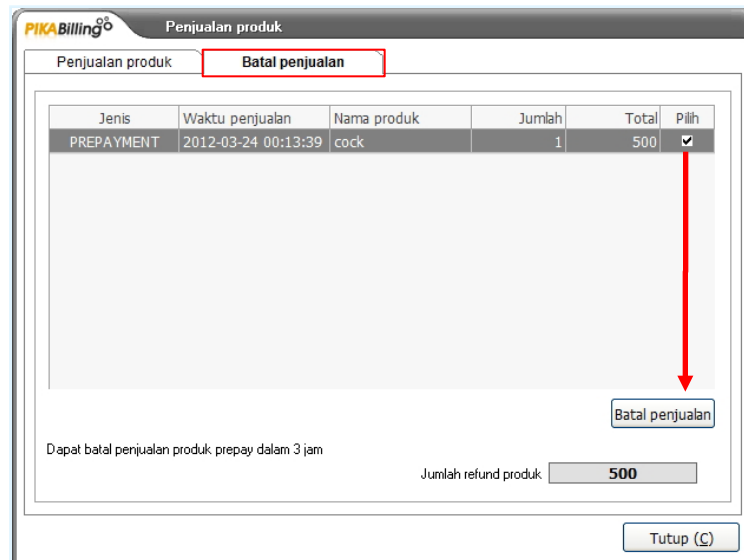 PIKABilling Penjualan produk
Penjualan produk Batal penjualan
Jenis Waktu penjualan Nama produk Jumlah Total Pilih
PREPAYMENT 2012-03-24 00:13:39 cock 1 500
Batal penjualan
Dapat batal penjualan produk prepay dalam 3 jam
Jumlah refund produk 500
Tutup (C)